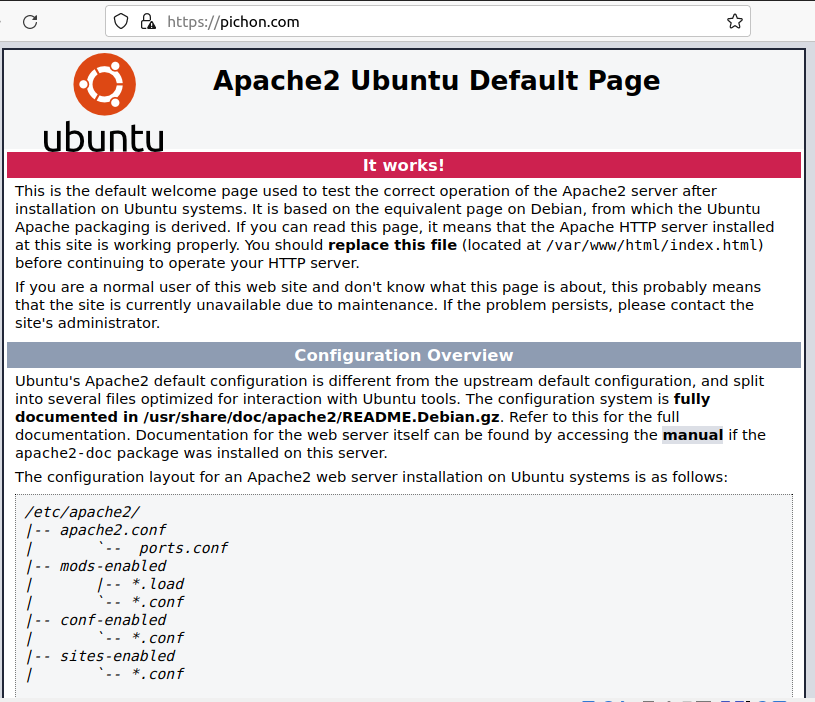 https://pichon.com
ubuntu
Apache2 Ubuntu Default Page
It works!
This is the default welcome page used to test the correct operation of the Apache2 server after
installation on Ubuntu systems. It is based on the equivalent page on Debian, from which the Ubuntu
Apache packaging is derived. If you can read this page, it means that the Apache HTTP server installed
at this site is working properly. You should replace this file (located at /var/www/html/index.html)
before continuing to operate your HTTP server.
If you are a normal user of this web site and don't know what this page is about, this probably means
that the site is currently unavailable due to maintenance. If the problem persists, please contact the
site's administrator.
Configuration Overview
Ubuntu's Apache2 default configuration is different from the upstream default configuration, and split
into several files optimized for interaction with Ubuntu tools. The configuration system is fully
documented in /usr/share/doc/apache2/README.Debian.gz. Refer to this for the full
documentation. Documentation for the web server itself can be found by accessing the manual if the
apache2-doc package was installed on this server.
The configuration layout for an Apache2 web server installation on Ubuntu systems is as follows:
/etc/apache2/
|-- apache2.conf
|       `--  ports.conf
|-- mods-enabled
|       |-- *.load
|       `-- *.conf
|-- conf-enabled
|       `-- *.conf
|-- sites-enabled
|       `-- *.conf